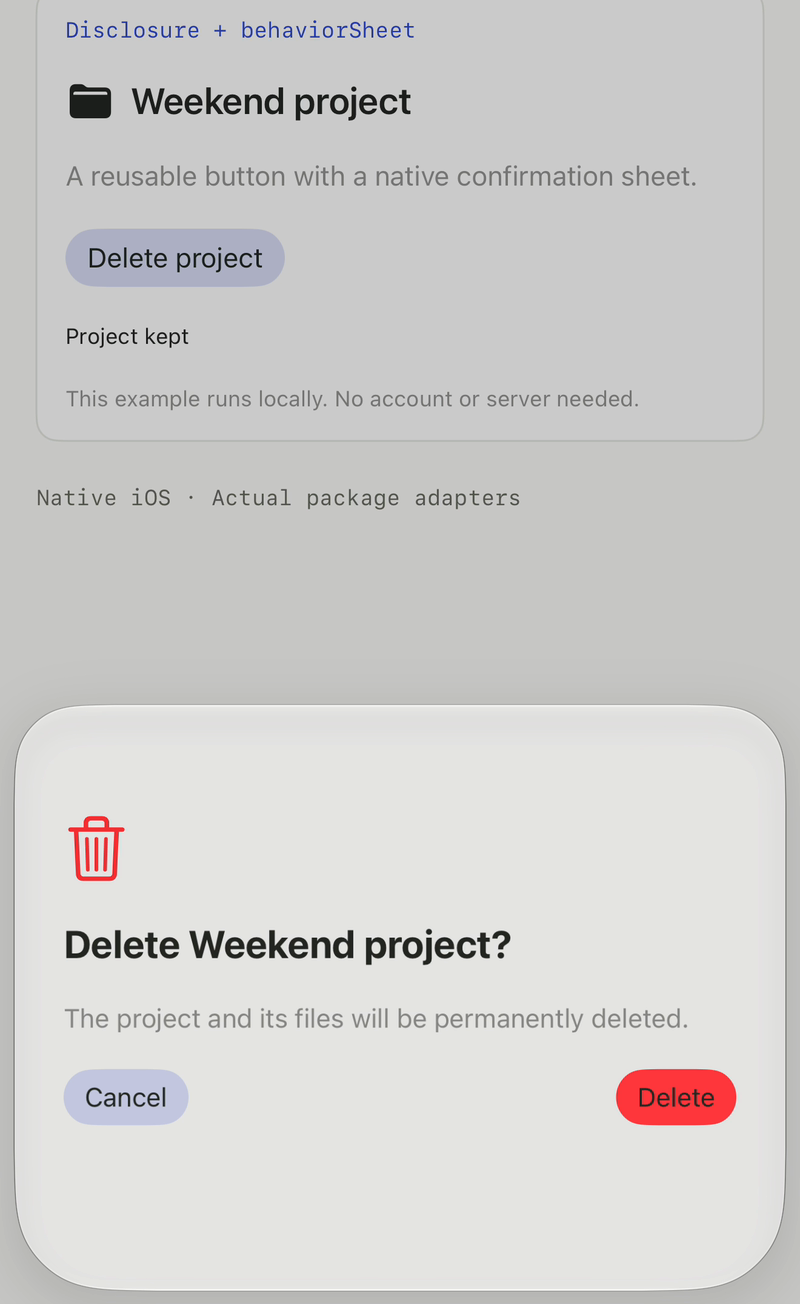 Disclosure + behaviorSheet
Weekend project
A reusable button with a native confirmation sheet.
Delete project
Project kept
This example runs locally. No account or server needed.
Native iOS · Actual package adapters
Delete Weekend project?
The project and its files will be permanently deleted.
Cancel
Delete